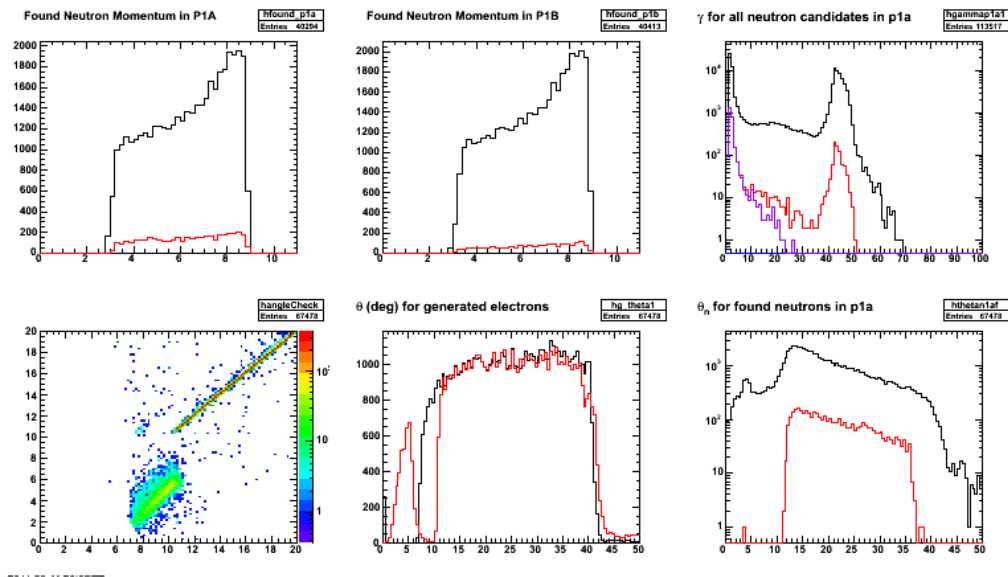 Found Neutron Momentum in P1A
hfound_p1a
Entries 40294
2000
1800
1600
1400
1200
1000
800
600
400
200
0
0 2 4 6 8 10
Found Neutron Momentum in P1B
hfound_p1b
Entries 40413
2000
1800
1600
1400
1200
1000
800
600
400
200
0
0 2 4 6 8 10
γ for all neutron candidates in p1a
hgammap1a1
Entries 113517
10⁴
10³
10²
10
1
0 10 20 30 40 50 60 70 80 90 100
hangleCheck
Entries 67478
20
18
16
14
12
10
8
6
4
2
0
0 2 4 6 8 10 12 14 16 18 20
10²
10
1
θ (deg) for generated electrons
hg_theta1
Entries 67478
1000
800
600
400
200
0
0 5 10 15 20 25 30 35 40 45 50
θn for found neutrons in p1a
hthetan1af
Entries 67478
10³
10²
10
1
0 5 10 15 20 25 30 35 40 45 50